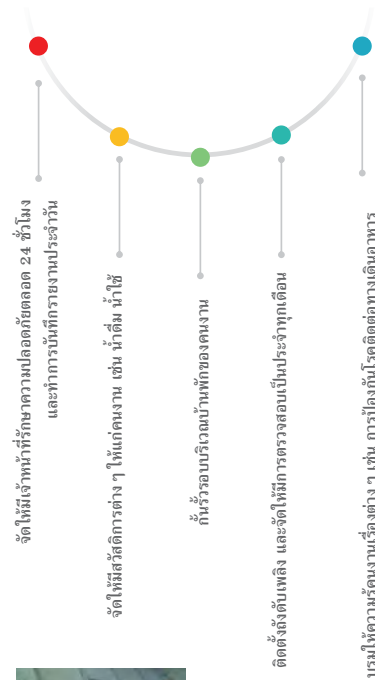 จัดให้มีเจ้าหน้าที่รักษาความปลอดภัยตลอด 24 ชั่วโมง
และทำการบันทึกรายงานประจำวัน
จัดให้มีสวัสดิการต่าง ๆ ให้แก่คนงาน เช่น น้ำดื่ม น้ำใช้
กั้นรั้วรอบบริเวณบ้านพักของคนงาน
ติดตั้งถังดับเพลิง และจัดให้มีการตรวจสอบเป็นประจำทุกเดือน
บรมให้ความรู้คนงานเรื่องต่าง ๆ เช่น การป้องกันโรคติดต่อทางเดินอาหาร